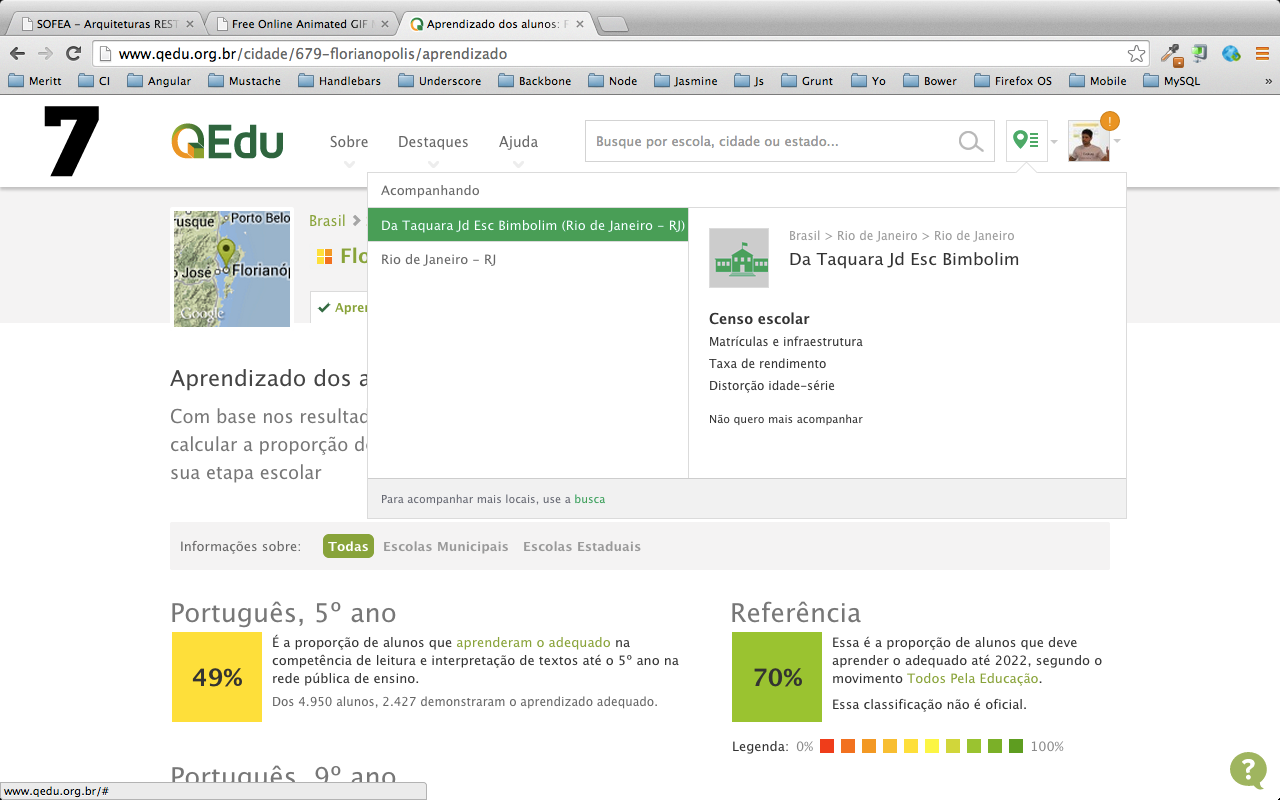 SOFEA – Arquiteturas REST
Free Online Animated GIF
Aprendizado dos alunos:
www.qedu.org.br/cidade/679-florianopolis/aprendizado
Meritt CI Angular Mustache Handlebars Underscore Backbone Node Jasmine Js Grunt Yo Bower Firefox OS Mobile MySQL »
7
QEdu
Sobre Destaques Ajuda
Busque por escola, cidade ou estado...
!
Acompanhando
Da Taquara Jd Esc Bimbolim (Rio de Janeiro – RJ)
Rio de Janeiro – RJ
Brasil > Rio de Janeiro > Rio de Janeiro
Da Taquara Jd Esc Bimbolim
Censo escolar
Matrículas e infraestrutura
Taxa de rendimento
Distorção idade-série
Não quero mais acompanhar
Para acompanhar mais locais, use a busca
rusque Porto Belo
o José Florianóp
Google
Brasil
Flo
Apren
Aprendizado dos a
Com base nos resultad
calcular a proporção d
sua etapa escolar
Informações sobre: Todas Escolas Municipais Escolas Estaduais
Português, 5º ano
49%
É a proporção de alunos que aprenderam o adequado na
competência de leitura e interpretação de textos até o 5º ano na
rede pública de ensino.
Dos 4.950 alunos, 2.427 demonstraram o aprendizado adequado.
Referência
70%
Essa é a proporção de alunos que deve
aprender o adequado até 2022, segundo o
movimento Todos Pela Educação.
Essa classificação não é oficial.
Legenda: 0% 100%
Português, 9º ano
?
www.qedu.org.br/#